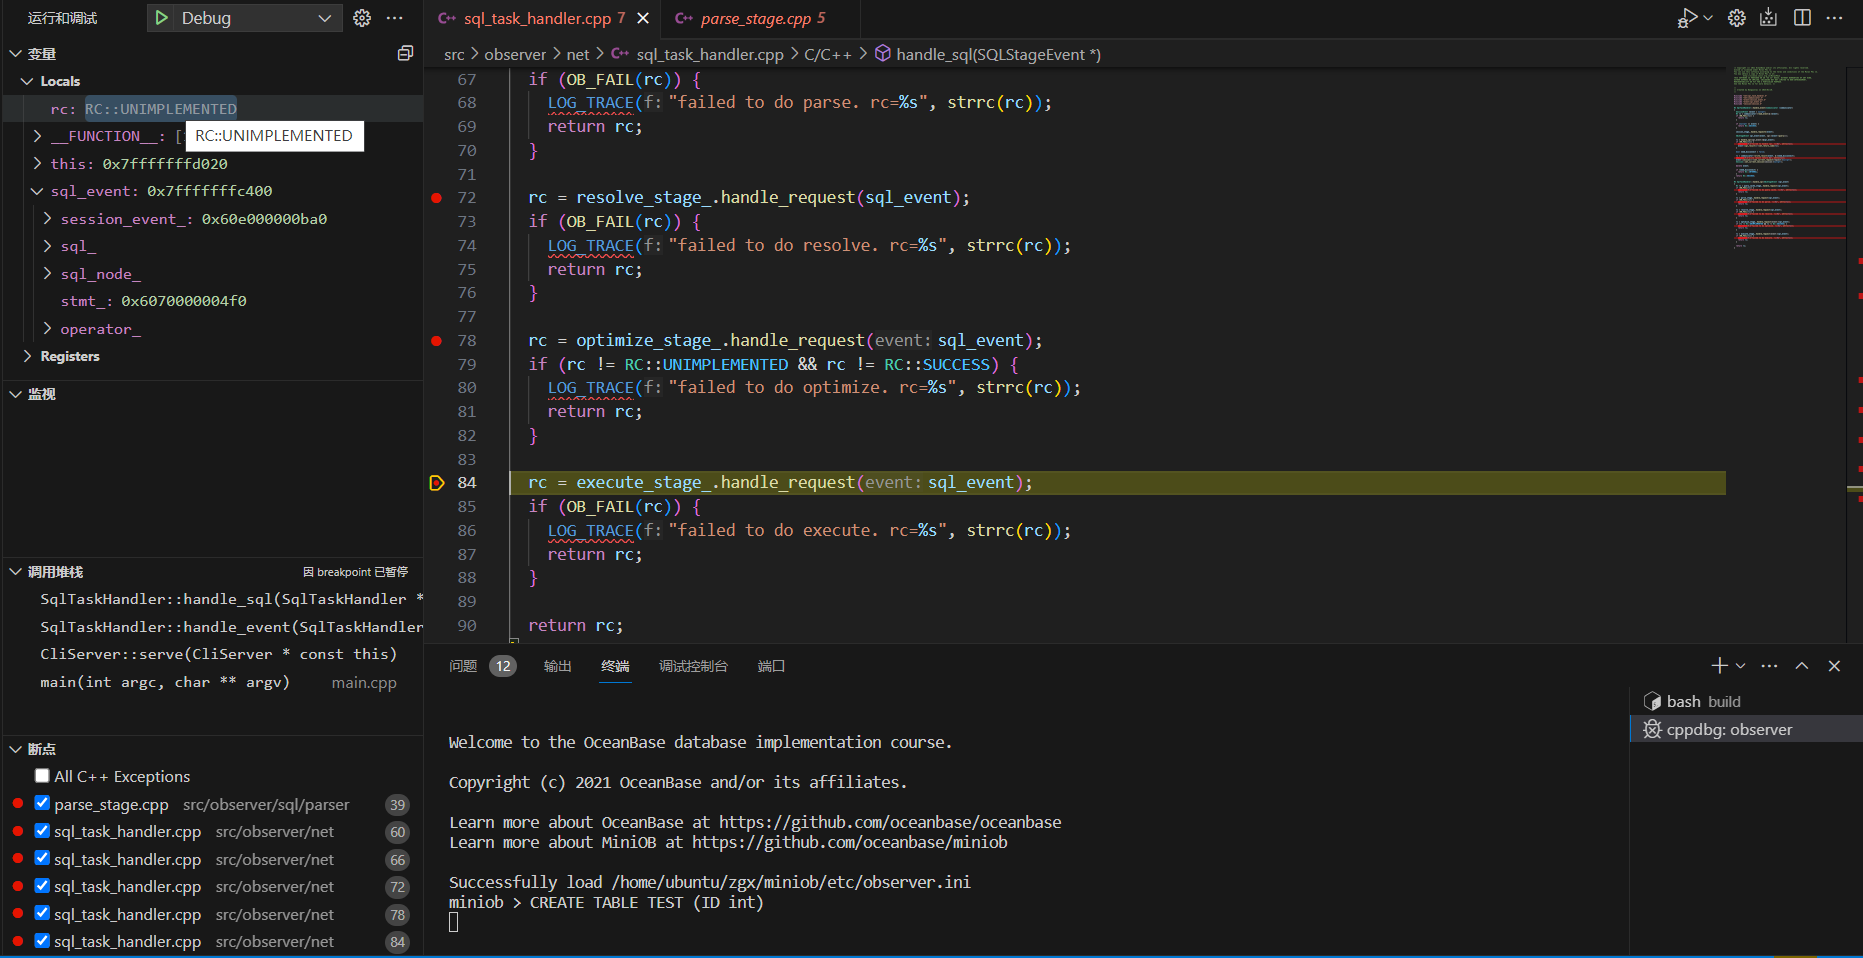 运行和调试
Debug
变量
Locals
rc: RC::UNIMPLEMENTED
__FUNCTION__: [
RC::UNIMPLEMENTED
this: 0x7fffffffd020
sql_event: 0x7fffffffc400
session_event_: 0x60e000000ba0
sql_
sql_node_
stmt_: 0x6070000004f0
operator_
Registers
监视
调用堆栈
因 breakpoint 已暂停
SqlTaskHandler::handle_sql(SqlTaskHandler *
SqlTaskHandler::handle_event(SqlTaskHandler
CliServer::serve(CliServer * const this)
main(int argc, char ** argv) main.cpp
断点
All C++ Exceptions
parse_stage.cpp src/observer/sql/parser 39
sql_task_handler.cpp src/observer/net 60
sql_task_handler.cpp src/observer/net 66
sql_task_handler.cpp src/observer/net 72
sql_task_handler.cpp src/observer/net 78
sql_task_handler.cpp src/observer/net 84
sql_task_handler.cpp 7
parse_stage.cpp 5
src > observer > net > sql_task_handler.cpp > C/C++ > handle_sql(SQLStageEvent *)
67 if (OB_FAIL(rc)) {
68 LOG_TRACE(f: "failed to do parse. rc=%s", strrc(rc));
69 return rc;
70 }
71
72 rc = resolve_stage_.handle_request(sql_event);
73 if (OB_FAIL(rc)) {
74 LOG_TRACE(f: "failed to do resolve. rc=%s", strrc(rc));
75 return rc;
76 }
77
78 rc = optimize_stage_.handle_request(event: sql_event);
79 if (rc != RC::UNIMPLEMENTED && rc != RC::SUCCESS) {
80 LOG_TRACE(f: "failed to do optimize. rc=%s", strrc(rc));
81 return rc;
82 }
83
84 rc = execute_stage_.handle_request(event: sql_event);
85 if (OB_FAIL(rc)) {
86 LOG_TRACE(f: "failed to do execute. rc=%s", strrc(rc));
87 return rc;
88 }
89
90 return rc;
问题 12 输出 终端 调试控制台 端口
Welcome to the OceanBase database implementation course.
Copyright (c) 2021 OceanBase and/or its affiliates.
Learn more about OceanBase at https://github.com/oceanbase/oceanbase
Learn more about MiniOB at https://github.com/oceanbase/miniob
Successfully load /home/ubuntu/zgx/miniob/etc/observer.ini
miniob > CREATE TABLE TEST (ID int)
bash build
cppdbg: observer